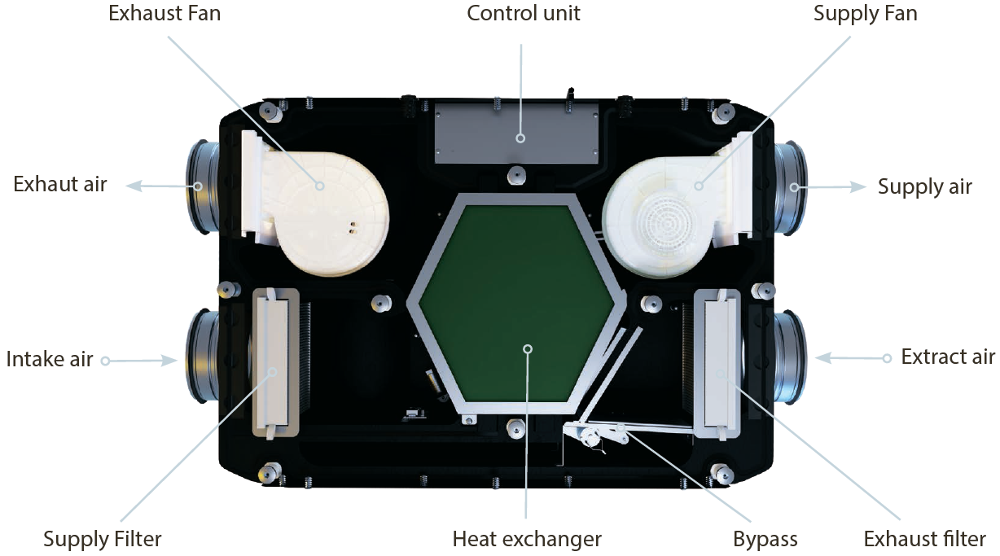 Exhaust Fan
Control unit
Supply Fan
Exhaut air
Supply air
Intake air
Extract air
Supply Filter
Heat exchanger
Bypass
Exhaust filter